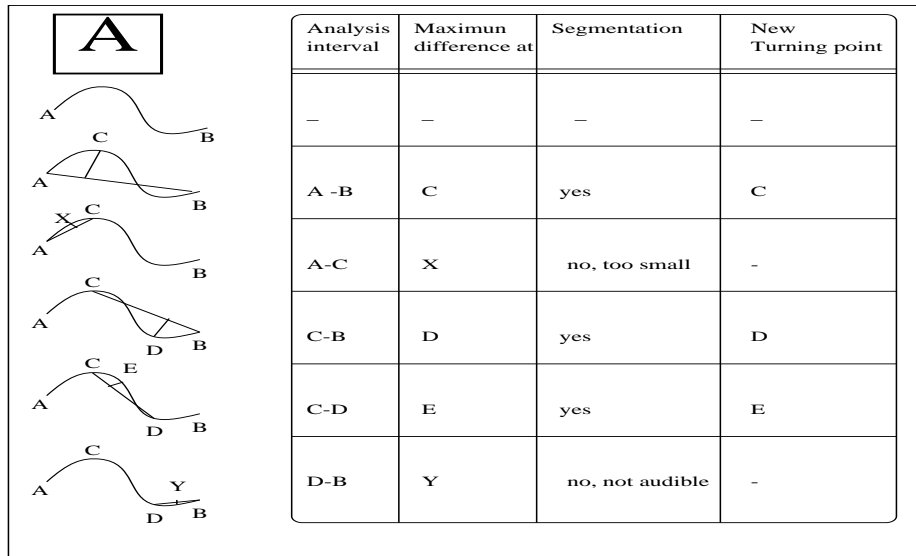 A
Analysis interval | Maximun difference at | Segmentation | New Turning point
A B
– | – | – | –
C
A B
A -B | C | yes | C
X C
A B
A-C | X | no, too small | -
C
A D B
C-B | D | yes | D
C E
A D B
C-D | E | yes | E
C
A Y
D B
D-B | Y | no, not audible | -